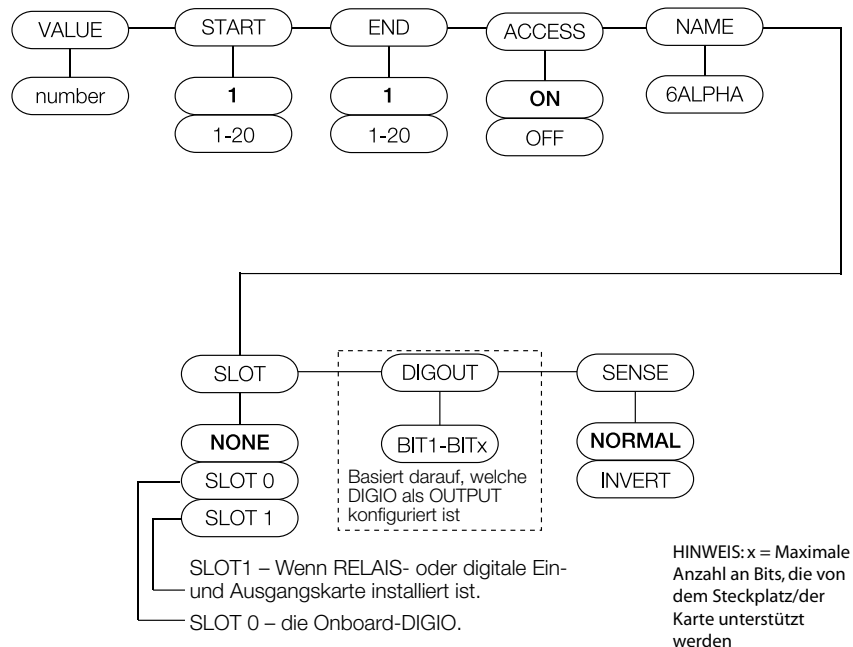 VALUE START END ACCESS NAME
number 1 1 ON 6ALPHA
1-20 1-20 OFF
SLOT DIGOUT SENSE
NONE BIT1-BITx NORMAL
SLOT 0 INVERT
SLOT 1
Basiert darauf, welche
DIGIO als OUTPUT
konfiguriert ist
SLOT1 – Wenn RELAIS- oder digitale Ein-
und Ausgangskarte installiert ist.
SLOT 0 – die Onboard-DIGIO.
HINWEIS: x = Maximale
Anzahl an Bits, die von
dem Steckplatz/der
Karte unterstützt
werden